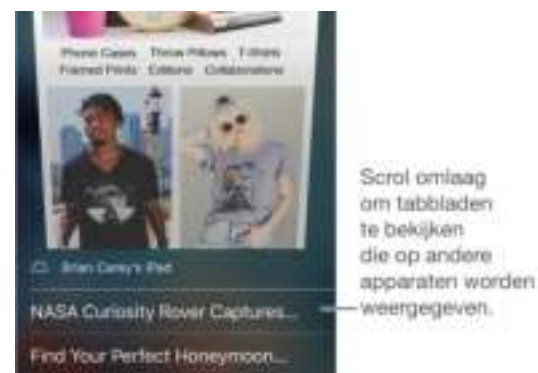 Phone Cases Throw Pillows T-Shirts
Framed Prints Editions Collaborations
Brian Carey's iPad
NASA Curiosity Rover Captures...
Find Your Perfect Honeymoon...
Scrol omlaag
om tabbladen
te bekijken
die op andere
apparaten worden
weergegeven.